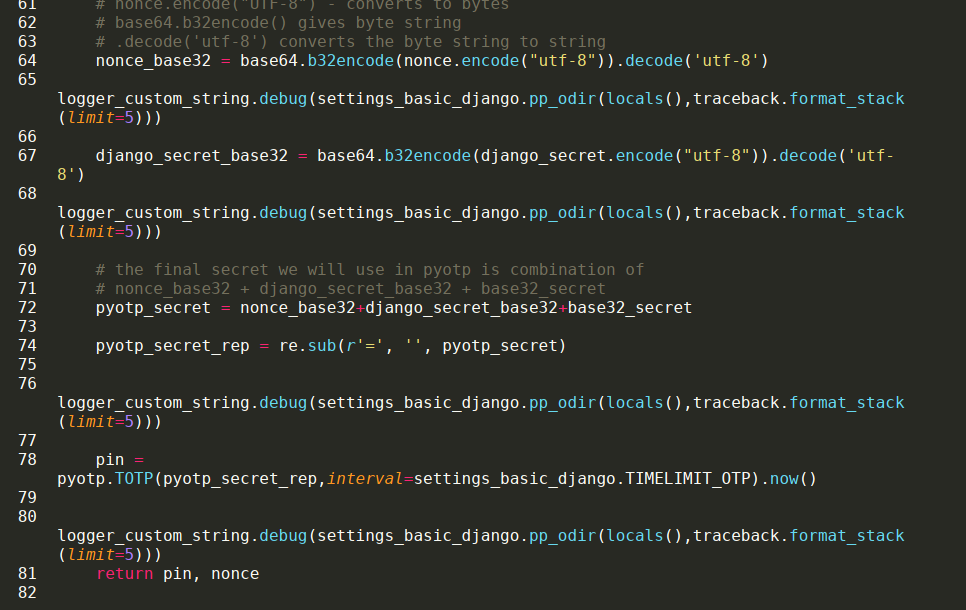 61      # nonce.encode("UTF-8") - converts to bytes
62      # base64.b32encode() gives byte string
63      # .decode('utf-8') converts the byte string to string
64      nonce_base32 = base64.b32encode(nonce.encode("utf-8")).decode('utf-8')
65
logger_custom_string.debug(settings_basic_django.pp_odir(locals(),traceback.format_stack
(limit=5)))
66
67      django_secret_base32 = base64.b32encode(django_secret.encode("utf-8")).decode('utf-
8')
68
logger_custom_string.debug(settings_basic_django.pp_odir(locals(),traceback.format_stack
(limit=5)))
69
70      # the final secret we will use in pyotp is combination of
71      # nonce_base32 + django_secret_base32 + base32_secret
72      pyotp_secret = nonce_base32+django_secret_base32+base32_secret
73
74      pyotp_secret_rep = re.sub(r'=', '', pyotp_secret)
75
76
logger_custom_string.debug(settings_basic_django.pp_odir(locals(),traceback.format_stack
(limit=5)))
77
78      pin =
pyotp.TOTP(pyotp_secret_rep,interval=settings_basic_django.TIMELIMIT_OTP).now()
79
80
logger_custom_string.debug(settings_basic_django.pp_odir(locals(),traceback.format_stack
(limit=5)))
81      return pin, nonce
82